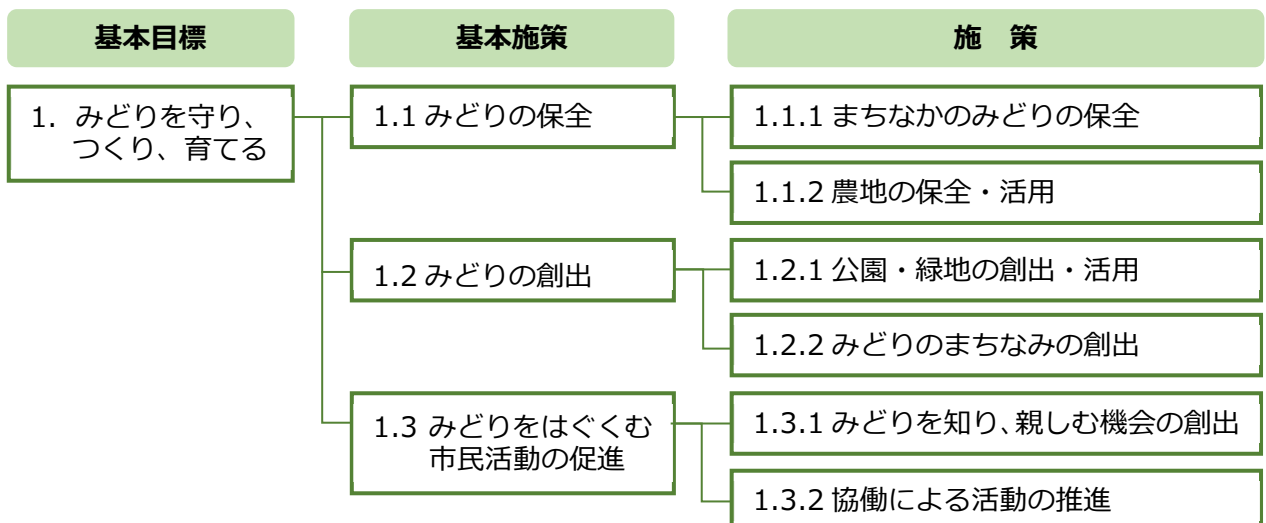 基本目標
基本施策
施　策
1. みどりを守り、
つくり、育てる
1.1 みどりの保全
1.1.1 まちなかのみどりの保全
1.1.2 農地の保全・活用
1.2 みどりの創出
1.2.1 公園・緑地の創出・活用
1.2.2 みどりのまちなみの創出
1.3 みどりをはぐくむ
市民活動の促進
1.3.1 みどりを知り、親しむ機会の創出
1.3.2 協働による活動の推進